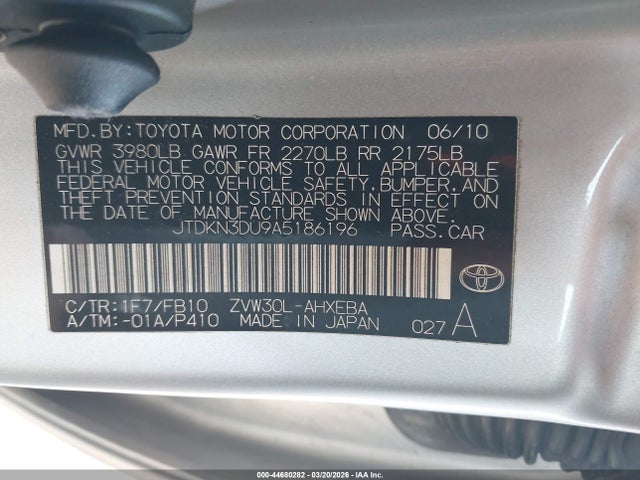 MFD. BY: TOYOTA MOTOR CORPORATION 06/10
GVWR 3980LB GAWR FR 2270LB RR 2175LB
THIS VEHICLE CONFORMS TO ALL APPLICABLE
FEDERAL MOTOR VEHICLE SAFETY, BUMPER, AND
THEFT PREVENTION STANDARDS IN EFFECT ON
THE DATE OF MANUFACTURE SHOWN ABOVE.
JTDKN3DU9A5186196 PASS. CAR
C/TR: 1F7/FB10 ZVW30L-AHXEBA
A/TM: -01A/P410 MADE IN JAPAN
027 A
000-44680282 — 03/20/2026 — IAA Inc.